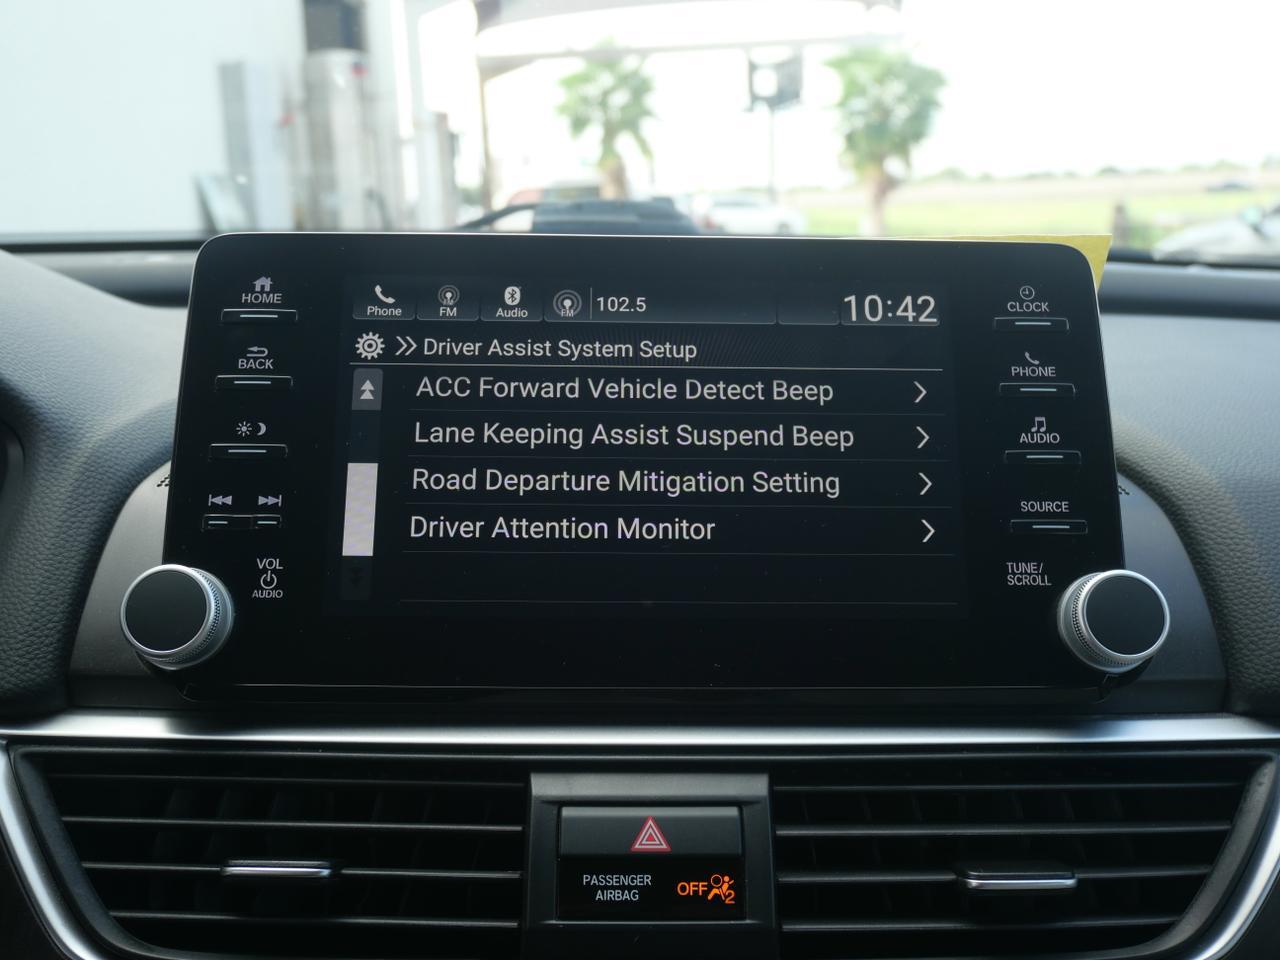 HOME
BACK
VOL
AUDIO
Phone
FM
Audio
FM
102.5
10:42
Driver Assist System Setup
ACC Forward Vehicle Detect Beep
Lane Keeping Assist Suspend Beep
Road Departure Mitigation Setting
Driver Attention Monitor
CLOCK
PHONE
AUDIO
SOURCE
TUNE/
SCROLL
PASSENGER
AIRBAG
OFF
2